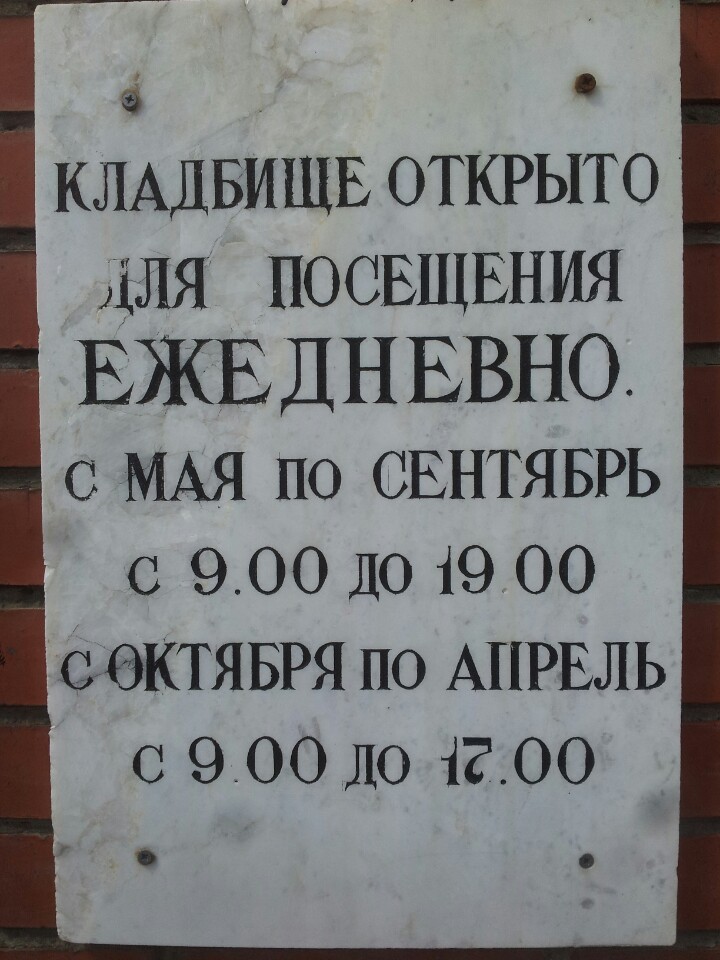 КЛАДБИЩЕ ОТКРЫТО
ДЛЯ ПОСЕЩЕНИЯ
ЕЖЕДНЕВНО.
С МАЯ ПО СЕНТЯБРЬ
С 9.00 ДО 19 00
С ОКТЯБРЯ ПО АПРЕЛЬ
С 9.00 ДО 17.00